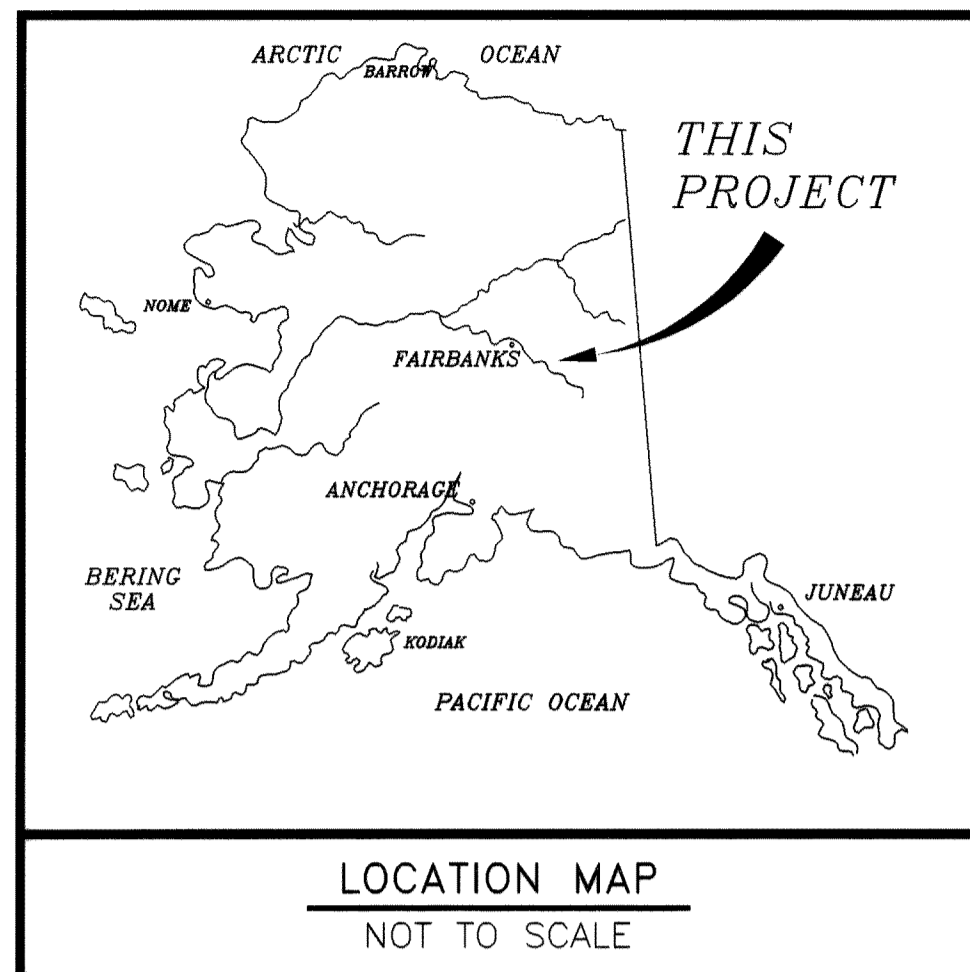 ARCTIC OCEAN
BARROW
THIS
PROJECT
NOME
FAIRBANKS
ANCHORAGE
BERING
SEA
JUNEAU
KODIAK
PACIFIC OCEAN
LOCATION MAP
NOT TO SCALE